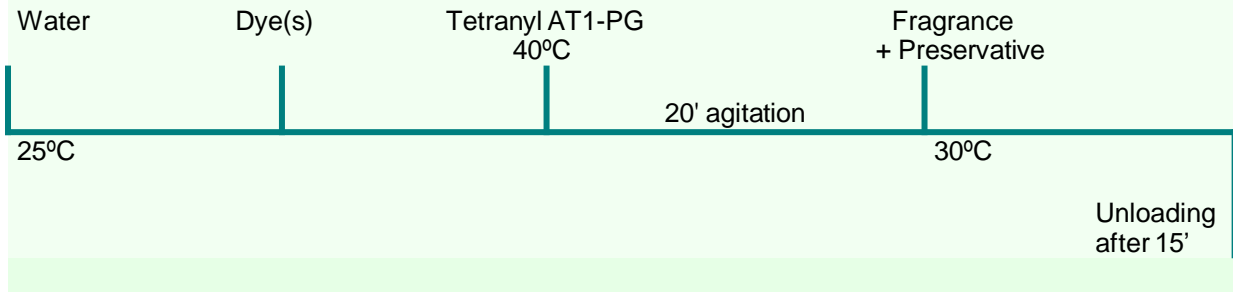 Water
Dye(s)
Tetranyl AT1-PG
40ºC
Fragrance
+ Preservative
20' agitation
25ºC
30ºC
Unloading
after 15’